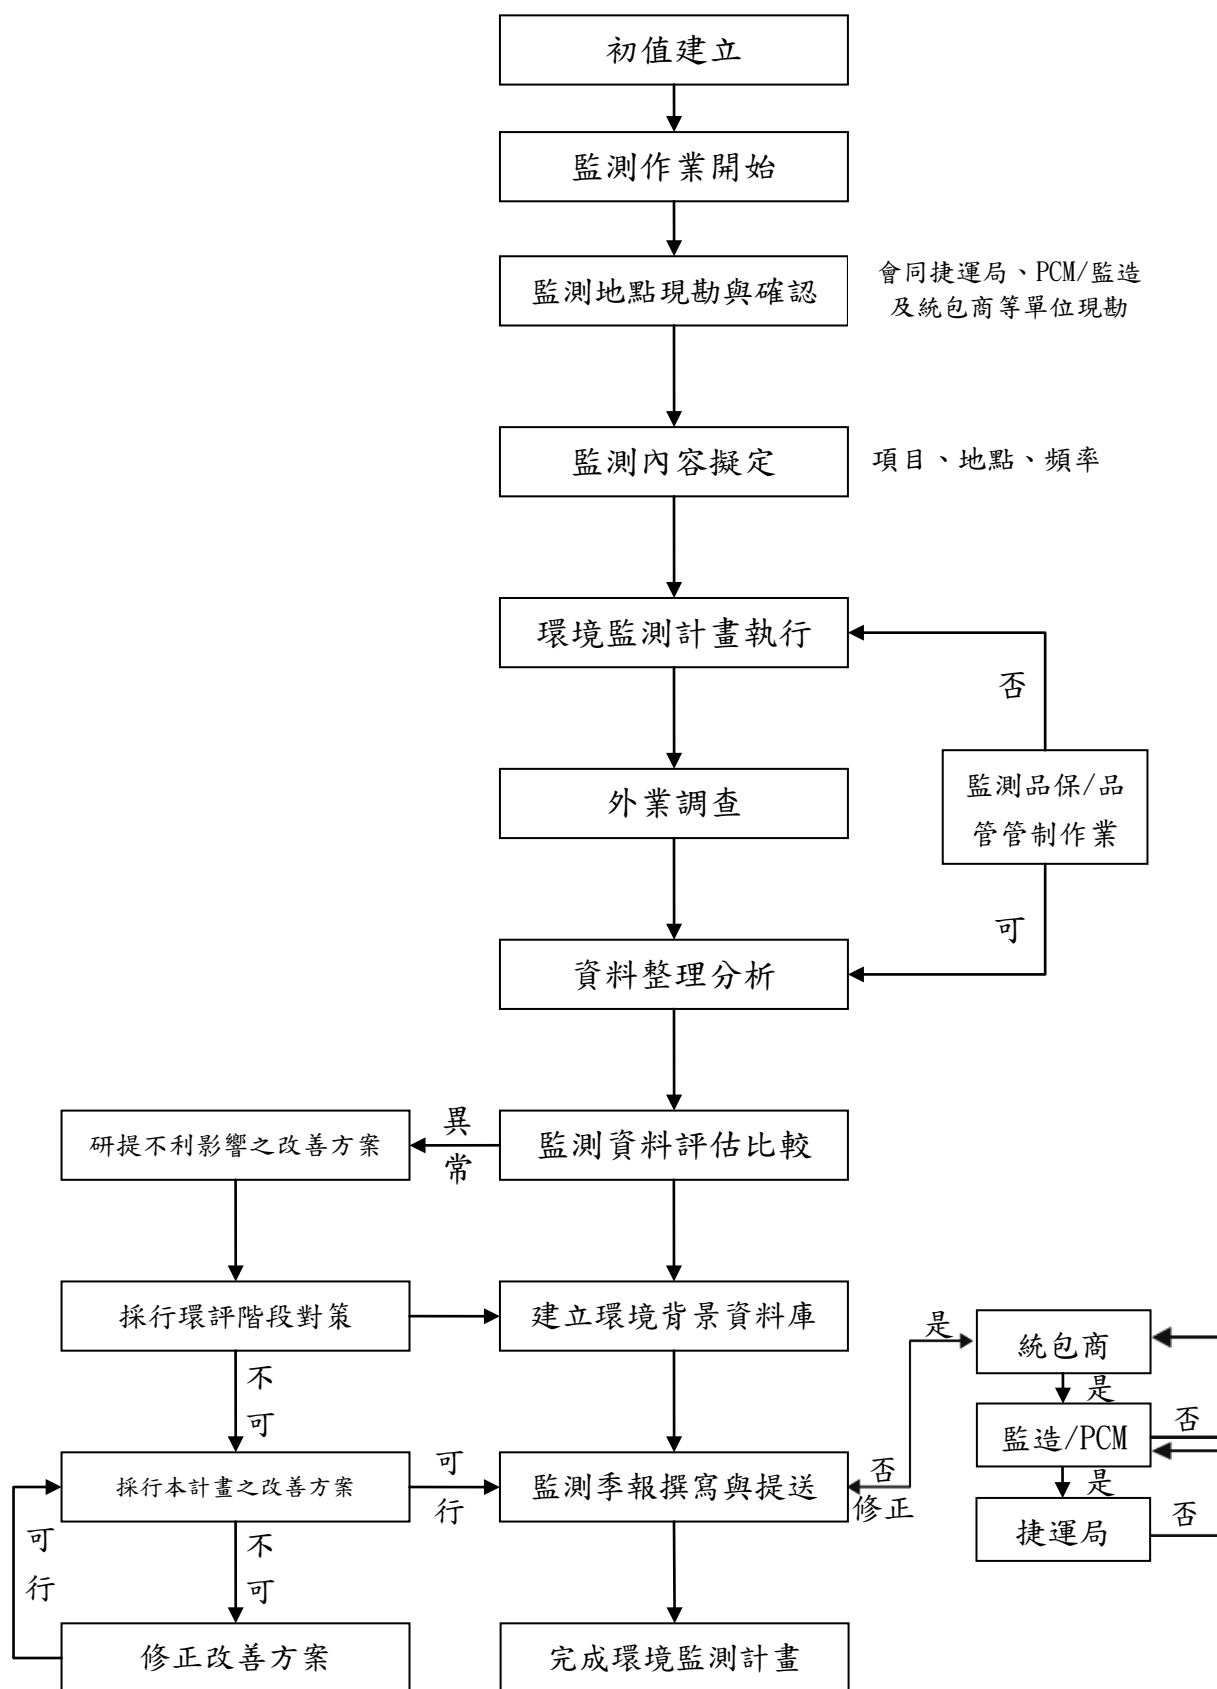 初值建立
監測作業開始
監測地點現勘與確認
會同捷運局、PCM/監造
及統包商等單位現勘
監測內容擬定
項目、地點、頻率
環境監測計畫執行
否
監測品保/品
管管制作業
外業調查
可
資料整理分析
異
常
研提不利影響之改善方案
監測資料評估比較
採行環評階段對策
建立環境背景資料庫
是
統包商
是
不
可
監造/PCM
否
採行本計畫之改善方案
可
行
監測季報撰寫與提送
否
修正
是
捷運局
否
可
行
不
可
修正改善方案
完成環境監測計畫